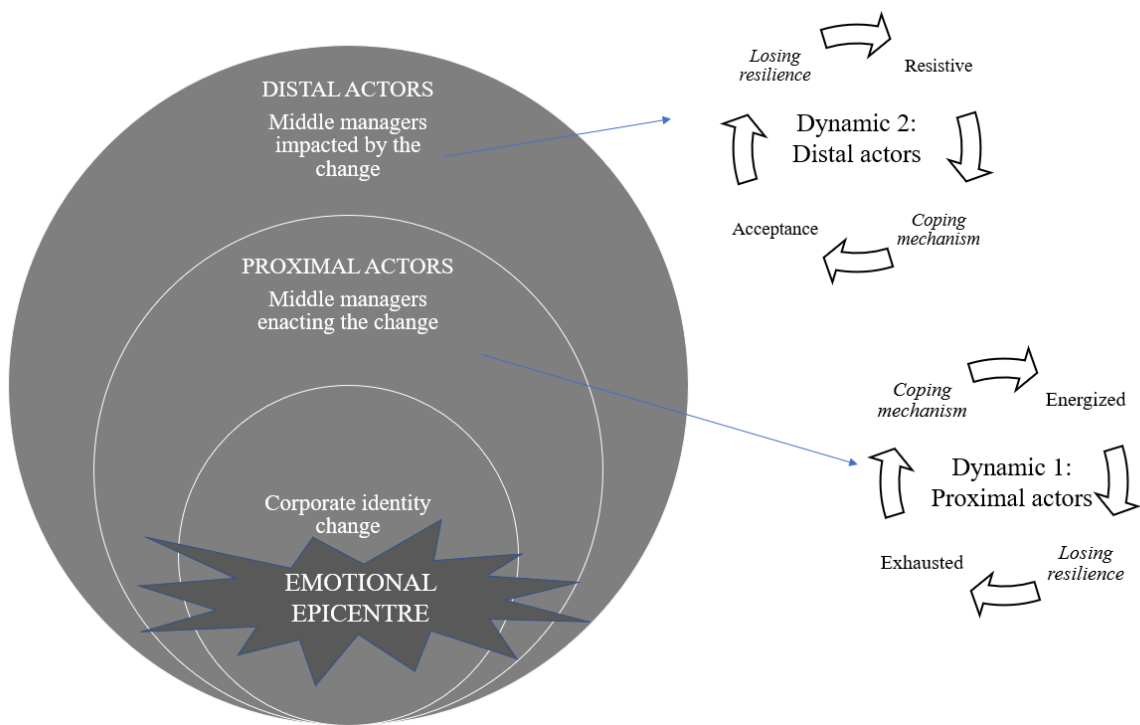 DISTAL ACTORS
Middle managers
impacted by the
change
PROXIMAL ACTORS
Middle managers
enacting the change
Corporate identity
change
EMOTIONAL
EPICENTRE
Losing
resilience
Resistive
Dynamic 2:
Distal actors
Acceptance
Coping
mechanism
Coping
mechanism
Energized
Dynamic 1:
Proximal actors
Exhausted
Losing
resilience